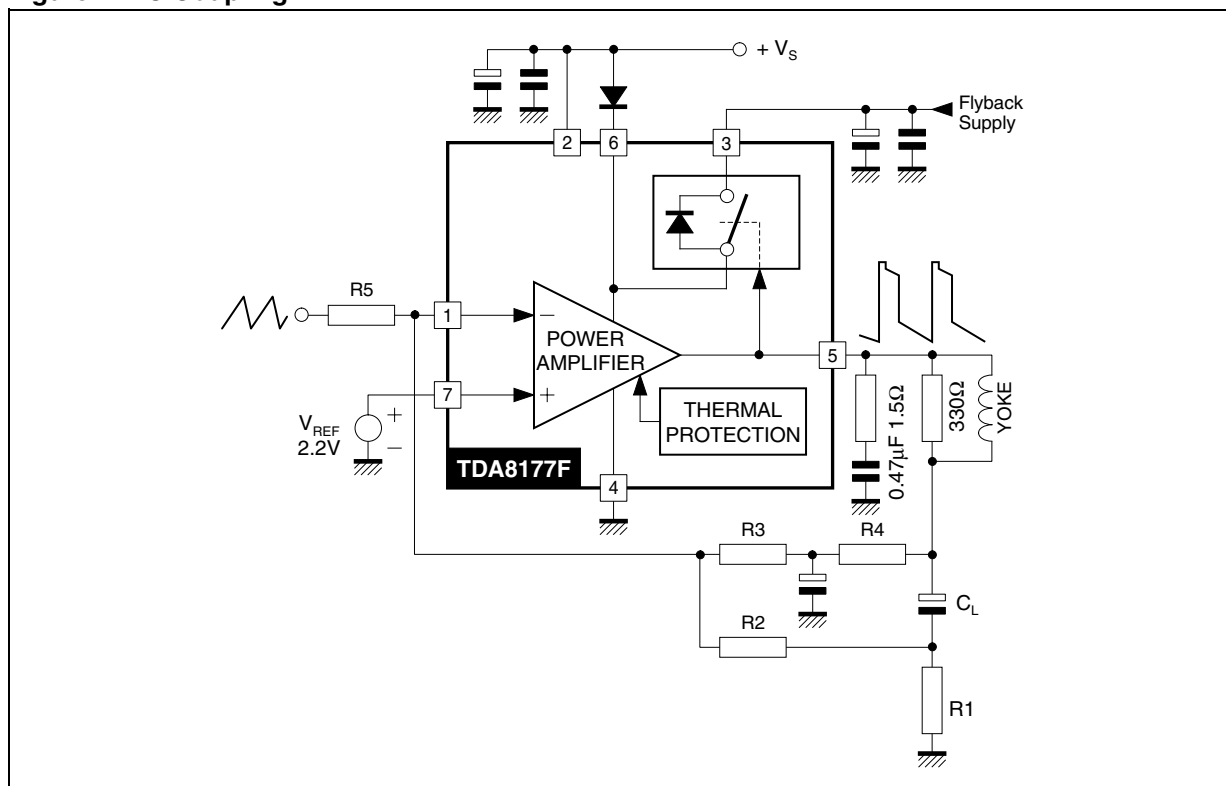 + VS
Flyback
Supply
2
6
3
R5
1
−
POWER
AMPLIFIER
5
7
+
VREF
2.2V
+
−
THERMAL
PROTECTION
TDA8177F
4
0.47µF 1.5Ω
330Ω
YOKE
R3
R4
CL
R2
R1